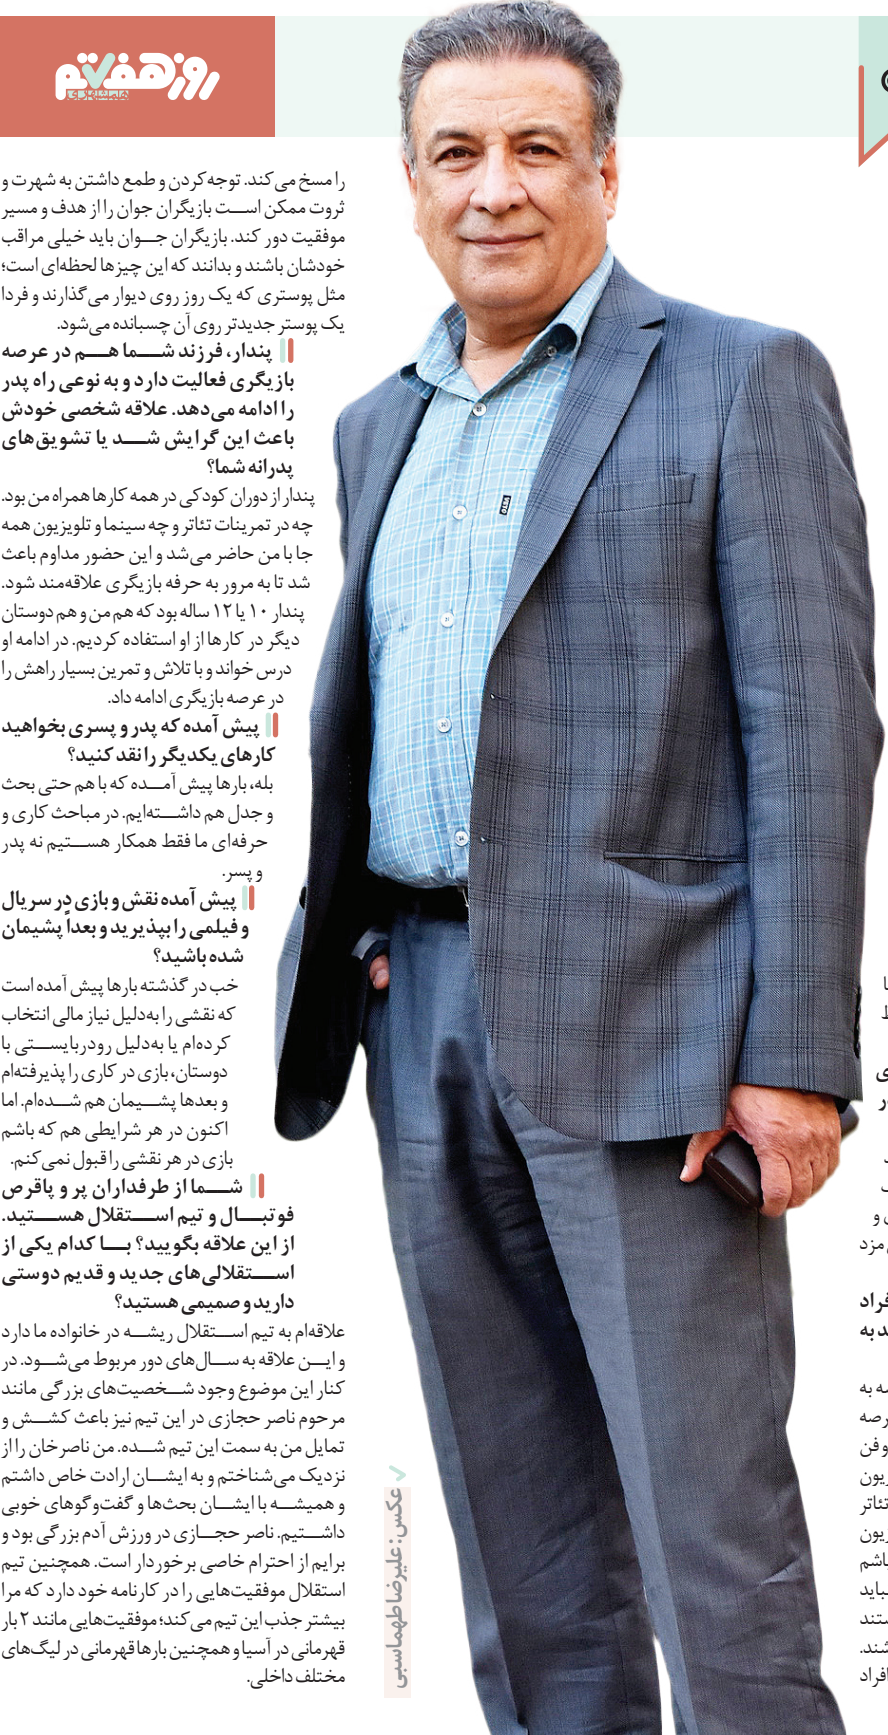 روز هفتم
همشهری
را مسخ می‌کند. توجه کردن و طمع داشتن به شهرت و
ثروت ممکن است بازیگران جوان را از هدف و مسیر
موفقیت دور کند. بازیگران جوان باید خیلی مراقب
خودشان باشند و بدانند که این چیزها لحظه‌ای است؛
مثل پوستری که یک روز روی دیوار می‌گذارند و فردا
یک پوستر جدیدتر روی آن چسبانده می‌شود.
پندار، فرزند شما هم در عرصه
بازیگری فعالیت دارد و به نوعی راه پدر
را ادامه می‌دهد. علاقه شخصی خودش
باعث این گرایش شد یا تشویق‌های
پدرانه شما؟
پندار از دوران کودکی در همه کارها همراه من بود.
چه در تمرینات تئاتر و چه سینما و تلویزیون همه
جا با من حاضر می‌شد و این حضور مداوم باعث
شد تا به مرور به حرفه بازیگری علاقه‌مند شود.
پندار ۱۰ یا ۱۲ ساله بود که هم من و هم دوستان
دیگر در کارها از او استفاده کردیم. در ادامه او
درس خواند و با تلاش و تمرین بسیار راهش را
در عرصه بازیگری ادامه داد.
پیش آمده که پدر و پسری بخواهید
کارهای یکدیگر را نقد کنید؟
بله، بارها پیش آمده که با هم حتی بحث
و جدل هم داشته‌ایم. در مباحث کاری و
حرفه‌ای ما فقط همکار هستیم نه پدر
و پسر.
پیش آمده نقش و بازی در سریال
و فیلمی را بپذیرید و بعداً پشیمان
شده باشید؟
خب در گذشته بارها پیش آمده است
که نقشی را به‌دلیل نیاز مالی انتخاب
کرده‌ام یا به‌دلیل رودربایستی با
دوستان، بازی در کاری را پذیرفته‌ام
و بعدها پشیمان هم شده‌ام. اما
اکنون در هر شرایطی هم که باشم
بازی در هر نقشی را قبول نمی‌کنم.
شما از طرفداران پر و پاقرص
فوتبال و تیم استقلال هستید.
از این علاقه بگویید؟ با کدام یکی از
استقلالی‌های جدید و قدیم دوستی
دارید و صمیمی هستید؟
علاقه‌ام به تیم استقلال ریشه در خانواده ما دارد
و این علاقه به سال‌های دور مربوط می‌شود. در
کنار این موضوع وجود شخصیت‌های بزرگی مانند
مرحوم ناصر حجازی در این تیم نیز باعث کشش و
تمایل من به سمت این تیم شده. من ناصرخان را از
نزدیک می‌شناختم و به ایشان ارادت خاص داشتم
و همیشه با ایشان بحث‌ها و گفت‌وگوهای خوبی
داشتیم. ناصر حجازی در ورزش آدم بزرگی بود و
برایم از احترام خاصی برخوردار است. همچنین تیم
استقلال موفقیت‌هایی را در کارنامه خود دارد که مرا
بیشتر جذب این تیم می‌کند؛ موفقیت‌هایی مانند ۲ بار
قهرمانی در آسیا و همچنین بارها قهرمانی در لیگ‌های
مختلف داخلی.
عکس: علیرضا طهماسبی